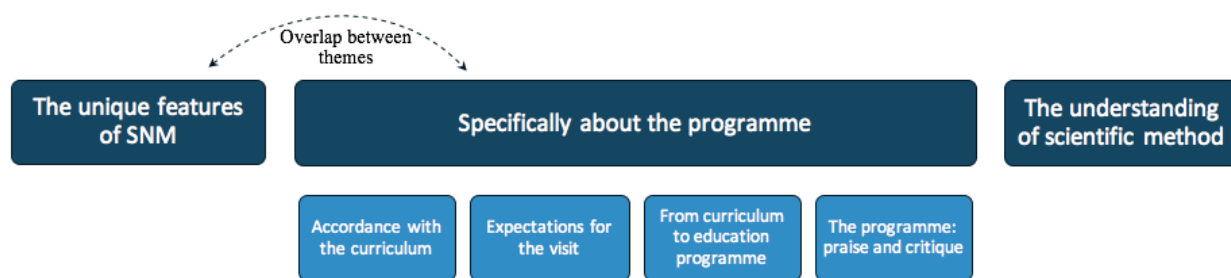 Overlap between
themes
The unique features
of SNM
Specifically about the programme
The understanding
of scientific method
Accordance with
the curriculum
Expectations for
the visit
From curriculum
to education
programme
The programme:
praise and critique